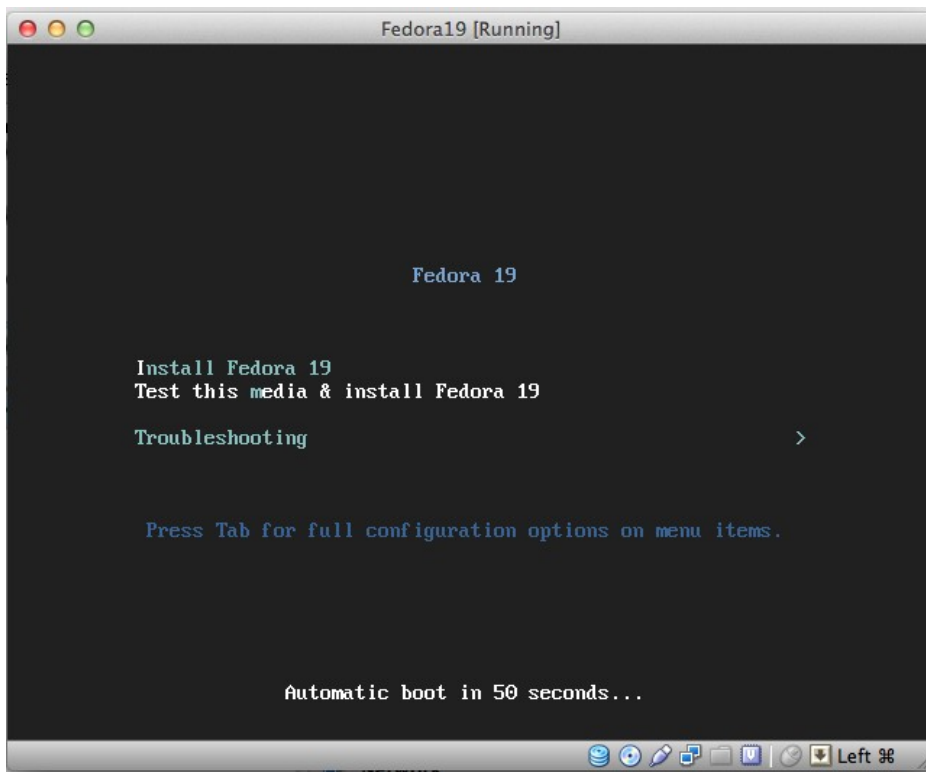 Fedora19 [Running]
Fedora 19
Install Fedora 19
Test this media & install Fedora 19
Troubleshooting >
Press Tab for full configuration options on menu items.
Automatic boot in 50 seconds...
Left ⌘